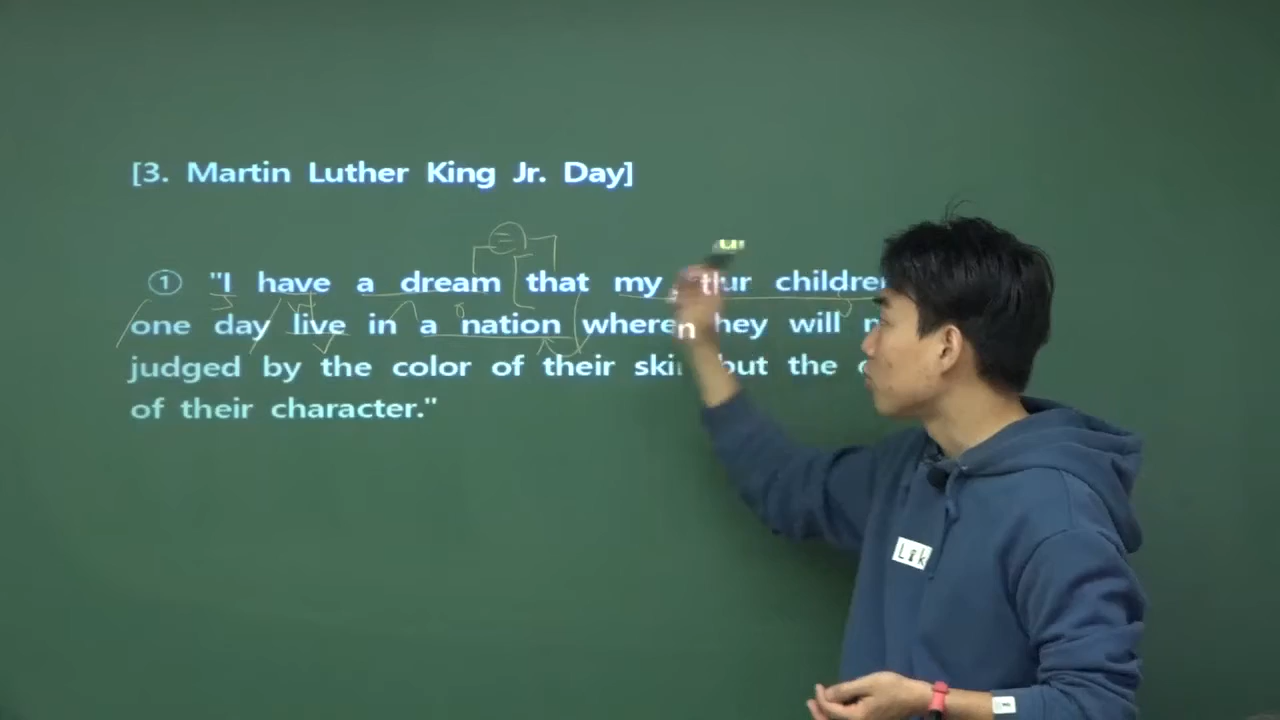 [3. Martin Luther King Jr. Day]
① "I have a dream that my children
one day live in a nation where they will
judged by the color of their skin but the
of their character."